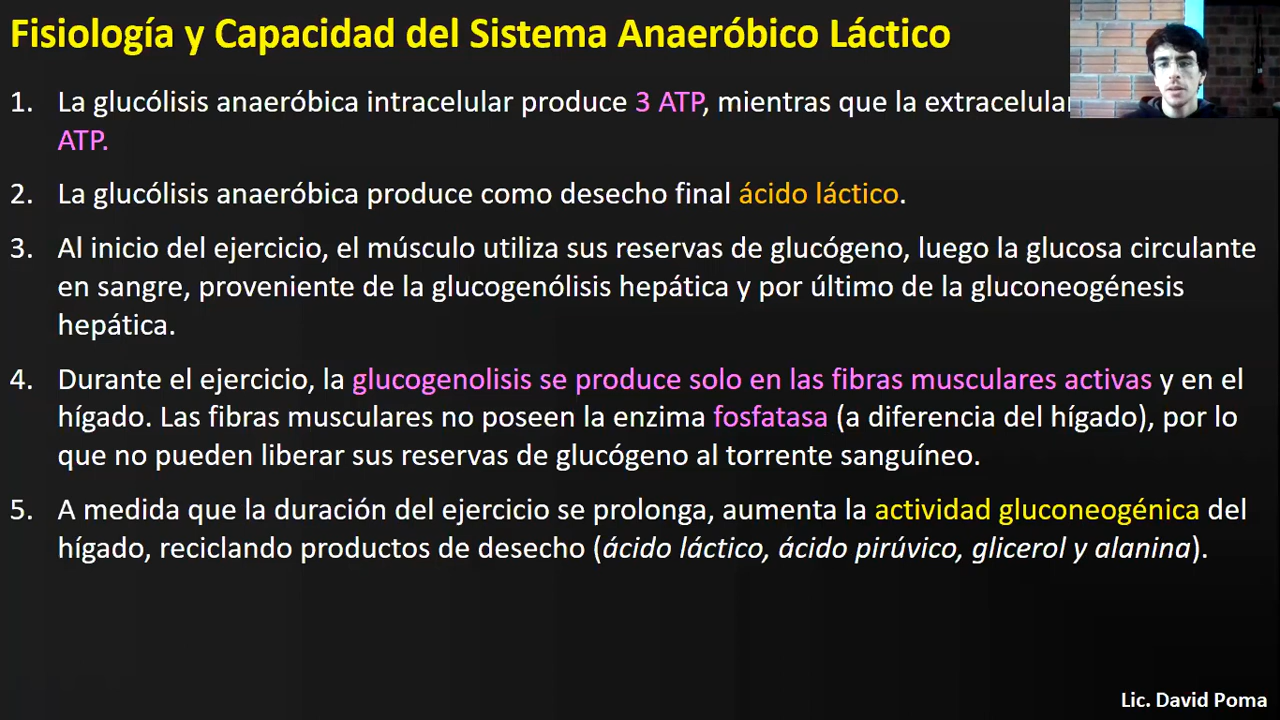 Fisiología y Capacidad del Sistema Anaeróbico Láctico
1. La glucólisis anaeróbica intracelular produce 3 ATP, mientras que la extracelular
ATP.
2. La glucólisis anaeróbica produce como desecho final ácido láctico.
3. Al inicio del ejercicio, el músculo utiliza sus reservas de glucógeno, luego la glucosa circulante
en sangre, proveniente de la glucogenólisis hepática y por último de la gluconeogénesis
hepática.
4. Durante el ejercicio, la glucogenolisis se produce solo en las fibras musculares activas y en el
hígado. Las fibras musculares no poseen la enzima fosfatasa (a diferencia del hígado), por lo
que no pueden liberar sus reservas de glucógeno al torrente sanguíneo.
5. A medida que la duración del ejercicio se prolonga, aumenta la actividad gluconeogénica del
hígado, reciclando productos de desecho (ácido láctico, ácido pirúvico, glicerol y alanina).
Lic. David Poma